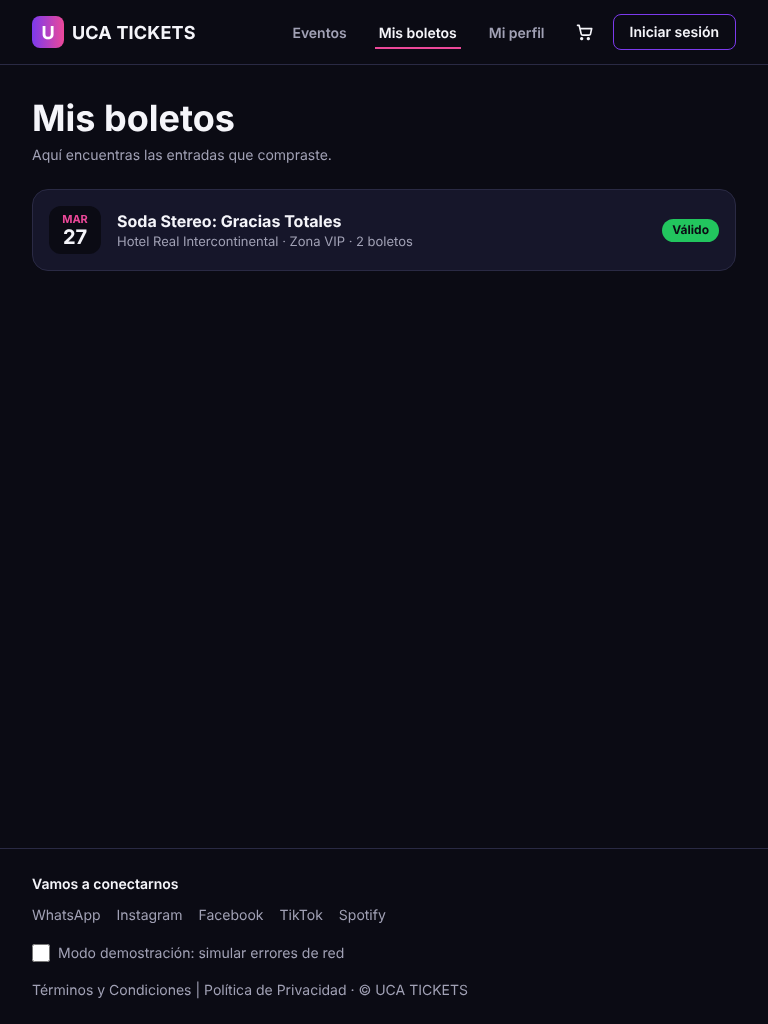 U UCA TICKETS Eventos Mis boletos Mi perfil Iniciar sesión
Mis boletos
Aquí encuentras las entradas que compraste.
MAR
27
Soda Stereo: Gracias Totales
Hotel Real Intercontinental · Zona VIP · 2 boletos
Válido
Vamos a conectarnos
WhatsApp Instagram Facebook TikTok Spotify
Modo demostración: simular errores de red
Términos y Condiciones | Política de Privacidad · © UCA TICKETS